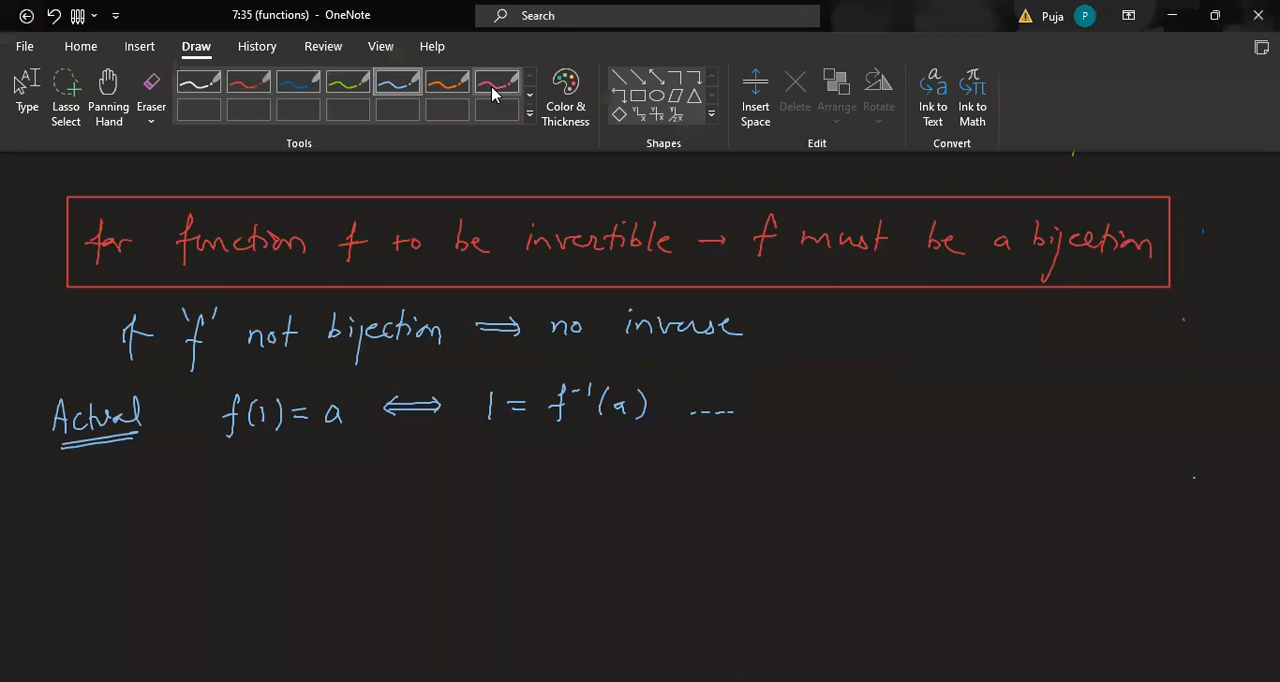 7:35 (functions) - OneNote
Search
Puja
P
File Home Insert Draw History Review View Help
Type
Lasso Select
Panning Hand
Eraser
Color & Thickness
Insert Space
Delete
Arrange
Rotate
Ink to Text
Ink to Math
Tools
Shapes
Edit
Convert
for function f to be invertible → f must be a bijection
If 'f' not bijection ⟹ no inverse
Actual f(1) = a ⟺ 1 = f⁻¹(a) ----